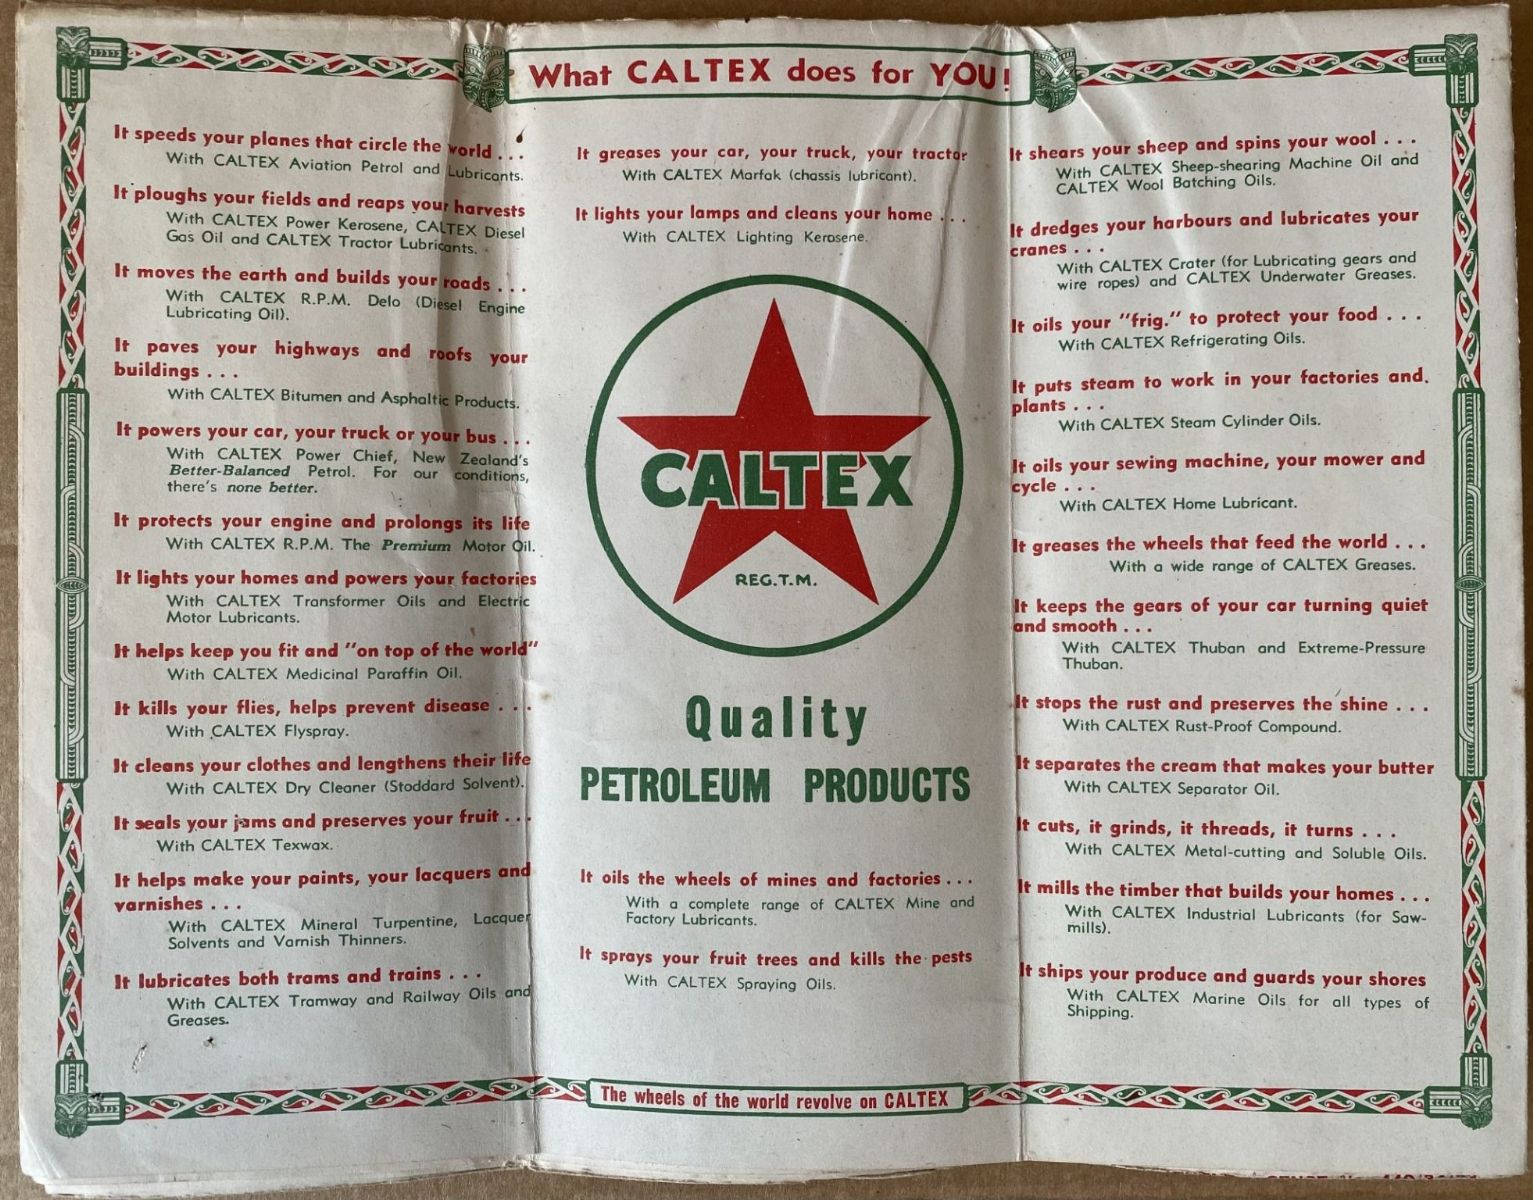 What CALTEX does for YOU!
It speeds your planes that circle the world . . .
With CALTEX Aviation Petrol and Lubricants.
It ploughs your fields and reaps your harvests
With CALTEX Power Kerosene, CALTEX Diesel
Gas Oil and CALTEX Tractor Lubricants.
It moves the earth and builds your roads . . .
With CALTEX R.P.M. Delo (Diesel Engine
Lubricating Oil).
It paves your highways and roofs your
buildings . . .
With CALTEX Bitumen and Asphaltic Products.
It powers your car, your truck or your bus . . .
With CALTEX Power Chief, New Zealand's
Better-Balanced Petrol. For our conditions,
there's none better.
It protects your engine and prolongs its life
With CALTEX R.P.M. The Premium Motor Oil.
It lights your homes and powers your factories
With CALTEX Transformer Oils and Electric
Motor Lubricants.
It helps keep you fit and "on top of the world"
With CALTEX Medicinal Paraffin Oil.
It kills your flies, helps prevent disease . . .
With CALTEX Flyspray.
It cleans your clothes and lengthens their life
With CALTEX Dry Cleaner (Stoddard Solvent).
It seals your jams and preserves your fruit . . .
With CALTEX Texwax.
It helps make your paints, your lacquers and
varnishes . . .
With CALTEX Mineral Turpentine, Lacquer
Solvents and Varnish Thinners.
It lubricates both trams and trains . . .
With CALTEX Tramway and Railway Oils and
Greases.
It greases your car, your truck, your tractor
With CALTEX Marfak (chassis lubricant).
It lights your lamps and cleans your home . . .
With CALTEX Lighting Kerosene.
CALTEX
REG.T.M.
Quality
PETROLEUM PRODUCTS
It oils the wheels of mines and factories . . .
With a complete range of CALTEX Mine and
Factory Lubricants.
It sprays your fruit trees and kills the pests
With CALTEX Spraying Oils.
It shears your sheep and spins your wool . . .
With CALTEX Sheep-shearing Machine Oil and
CALTEX Wool Batching Oils.
It dredges your harbours and lubricates your
cranes . . .
With CALTEX Crater (for Lubricating gears and
wire ropes) and CALTEX Underwater Greases.
It oils your "frig." to protect your food . . .
With CALTEX Refrigerating Oils.
It puts steam to work in your factories and
plants . . .
With CALTEX Steam Cylinder Oils.
It oils your sewing machine, your mower and
cycle . . .
With CALTEX Home Lubricant.
It greases the wheels that feed the world . . .
With a wide range of CALTEX Greases.
It keeps the gears of your car turning quiet
and smooth . . .
With CALTEX Thuban and Extreme-Pressure
Thuban.
It stops the rust and preserves the shine . . .
With CALTEX Rust-Proof Compound.
It separates the cream that makes your butter
With CALTEX Separator Oil.
It cuts, it grinds, it threads, it turns . . .
With CALTEX Metal-cutting and Soluble Oils.
It mills the timber that builds your homes . . .
With CALTEX Industrial Lubricants (for Saw-
mills).
It ships your produce and guards your shores
With CALTEX Marine Oils for all types of
Shipping.
The wheels of the world revolve on CALTEX